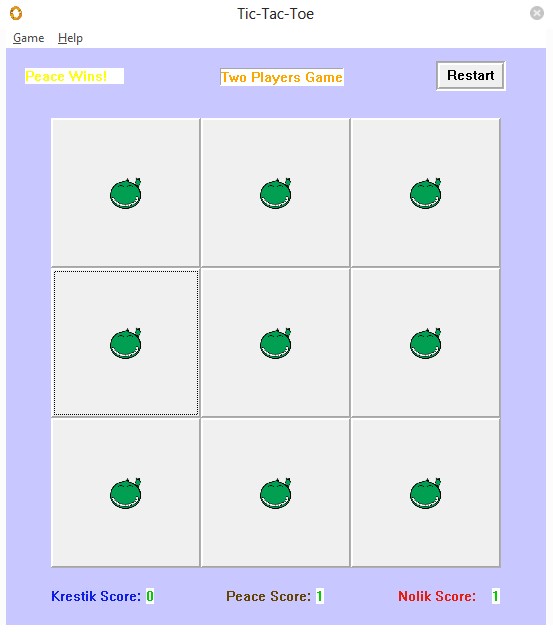 Tic-Tac-Toe
Game Help
Peace Wins! Two Players Game Restart
Krestik Score: 0 Peace Score: 1 Nolik Score: 1